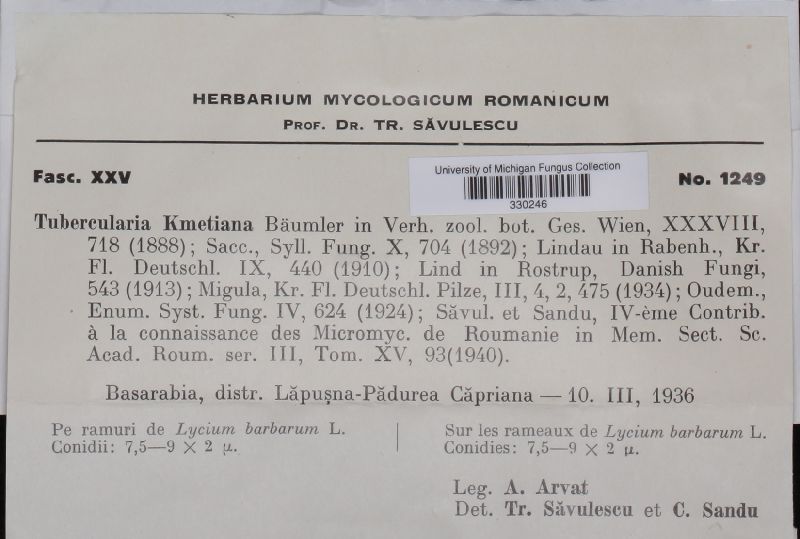 HERBARIUM MYCOLOGICUM ROMANICUM
PROF. DR. TR. SĂVULESCU
Fasc. XXV
University of Michigan Fungus Collection
330246
No. 1249
Tubercularia Kmetiana Bäumler in Verh. zool. bot. Ges. Wien, XXXVIII,
718 (1888); Sacc., Syll. Fung. X, 704 (1892); Lindau in Rabenh., Kr.
Fl. Deutschl. IX, 440 (1910); Lind in Rostrup, Danish Fungi,
543 (1913); Migula, Kr. Fl. Deutschl. Pilze, III, 4, 2, 475 (1934); Oudem.,
Enum. Syst. Fung. IV, 624 (1924); Săvul. et Sandu, IV-ème Contrib.
à la connaissance des Micromyc. de Roumanie in Mem. Sect. Sc.
Acad. Roum. ser. III, Tom. XV, 93(1940).
Basarabia, distr. Lăpuşna-Pădurea Căpriana — 10. III, 1936
Pe ramuri de Lycium barbarum L.
Conidii: 7,5—9 × 2 μ.
Sur les rameaux de Lycium barbarum L.
Conidies: 7,5—9 × 2 μ.
Leg. A. Arvat
Det. Tr. Săvulescu et C. Sandu